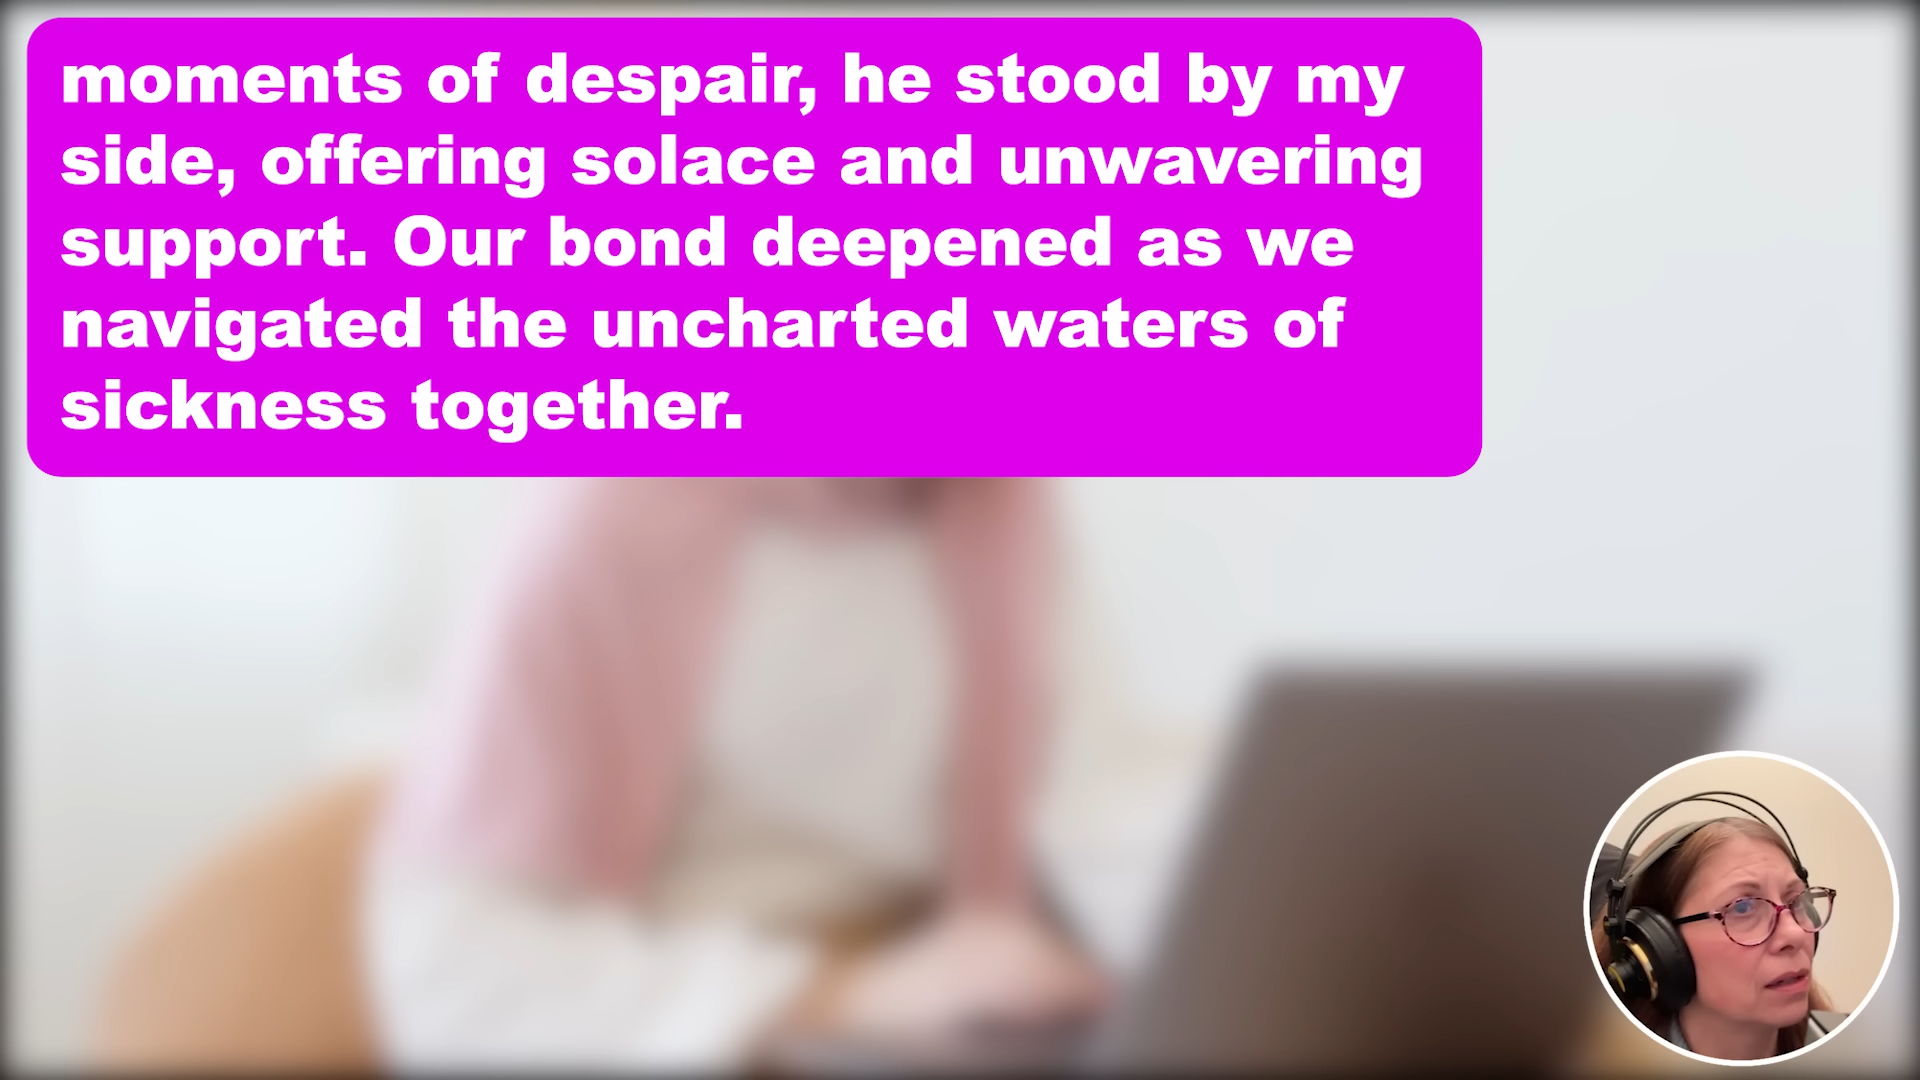 moments of despair, he stood by my
side, offering solace and unwavering
support. Our bond deepened as we
navigated the uncharted waters of
sickness together.